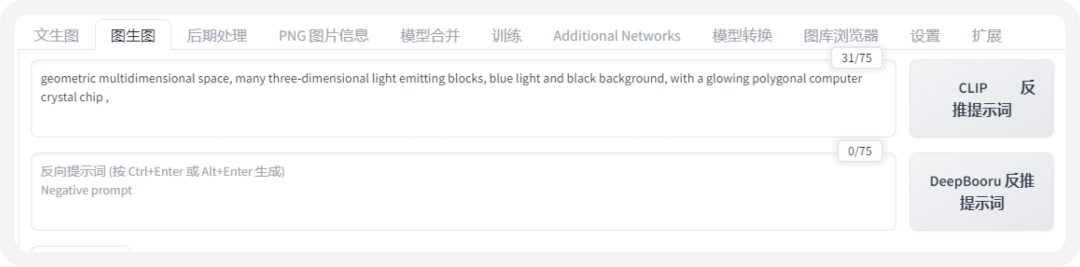 文生图 图生图 后期处理 PNG 图片信息 模型合并 训练 Additional Networks 模型转换 图库浏览器 设置 扩展
31/75
geometric multidimensional space, many three-dimensional light emitting blocks, blue light and black background, with a glowing polygonal computer
crystal chip ,
CLIP 反
推提示词
0/75
反向提示词 (按 Ctrl+Enter 或 Alt+Enter 生成)
Negative prompt
DeepBooru 反推
提示词